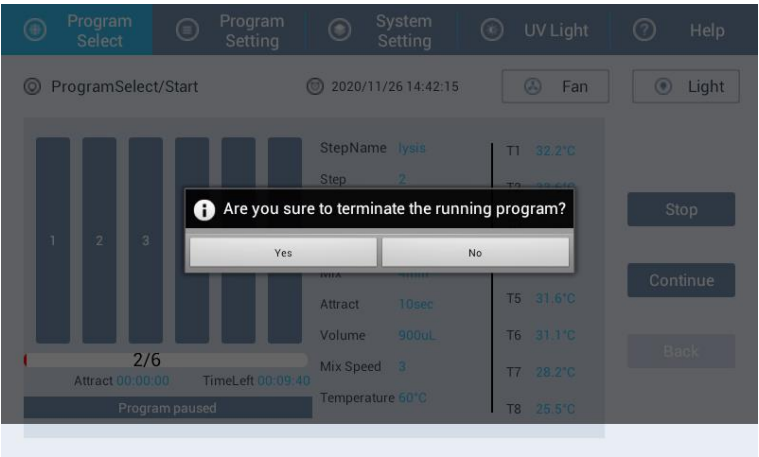 Program Select
Program Setting
System Setting
UV Light
Help
ProgramSelect/Start
2020/11/26 14:42:15
Fan
Light
StepName lysis
T1 32.2°C
Step 2
Are you sure to terminate the running program?
Yes
No
Stop
1
2
3
4min
Continue
Attract 10sec
T5 31.6°C
Volume 900uL
T6 31.1°C
2/6
Mix Speed 3
Back
T7 28.2°C
Attract 00:00:00 TimeLeft 00:09:40
Temperature 60°C
Program paused
T8 25.5°C